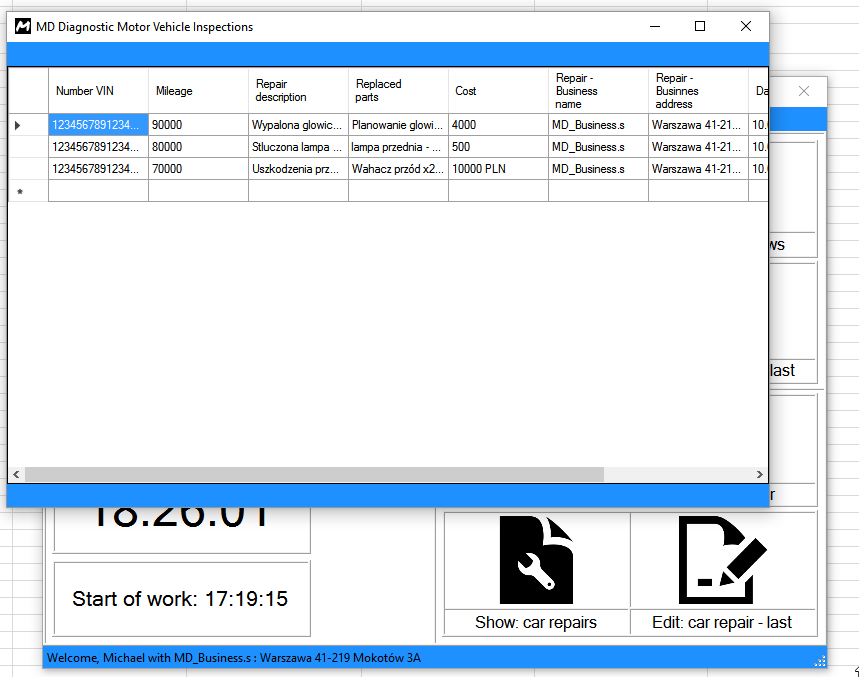 MD Diagnostic Motor Vehicle Inspections
Number VIN
Mileage
Repair
description
Replaced
parts
Cost
Repair -
Business
name
Repair -
Businnes
address
Da
1234567891234... 90000 Wypalona glowic... Planowanie glowi... 4000 MD_Business.s Warszawa 41-21... 10.
1234567891234... 80000 Stluczona lampa ... lampa przednia - ... 500 MD_Business.s Warszawa 41-21... 10.
1234567891234... 70000 Uszkodzenia prz... Wahacz przód x2... 10000 PLN MD_Business.s Warszawa 41-21... 10.
ws
last
r
18:26:01
Start of work: 17:19:15
Show: car repairs
Edit: car repair - last
Welcome, Michael with MD_Business.s : Warszawa 41-219 Mokotów 3A